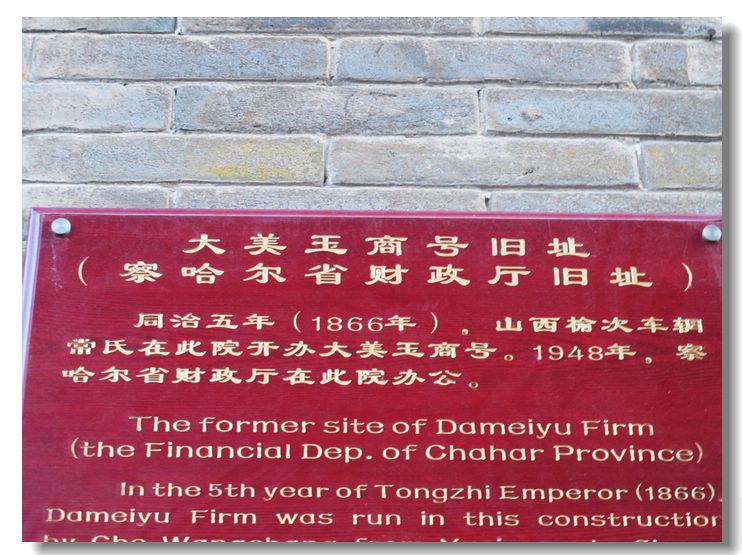 大美玉商号旧址
（察哈尔省财政厅旧址）
同治五年（1866年），山西榆次车辋
常氏在此院开办大美玉商号。1948年，察
哈尔省财政厅在此院办公。
The former site of Dameiyu Firm
(the Financial Dep. of Chahar Province)
In the 5th year of Tongzhi Emperor (1866),
Dameiyu Firm was run in this construction
by